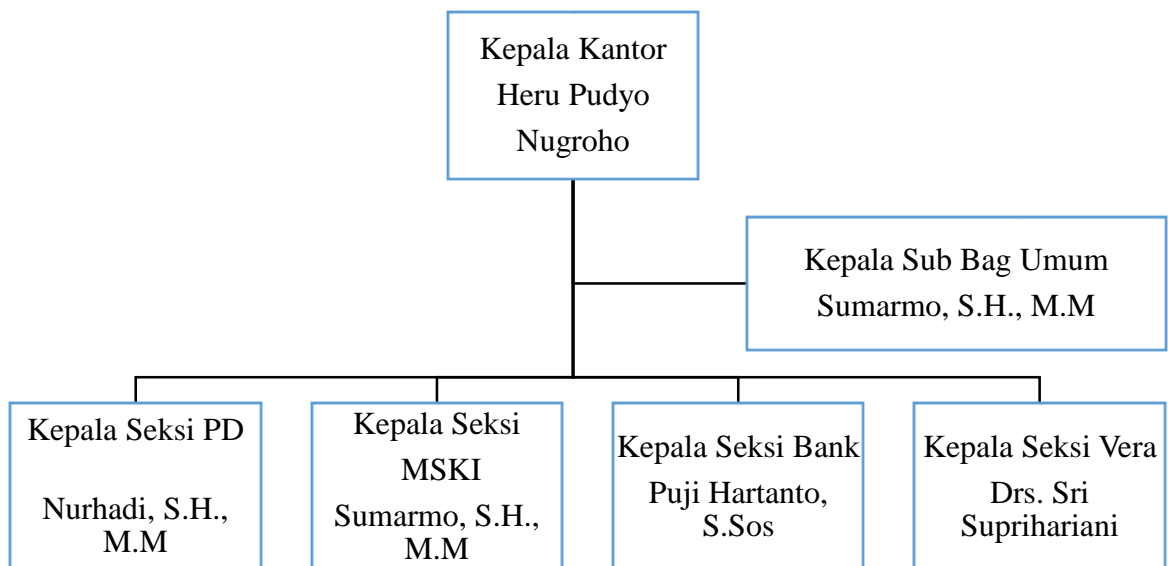 Kepala Kantor
Heru Pudyo
Nugroho
Kepala Sub Bag Umum
Sumarmo, S.H., M.M
Kepala Seksi PD
Nurhadi, S.H.,
M.M
Kepala Seksi
MSKI
Sumarmo, S.H.,
M.M
Kepala Seksi Bank
Puji Hartanto,
S.Sos
Kepala Seksi Vera
Drs. Sri
Suprihariani